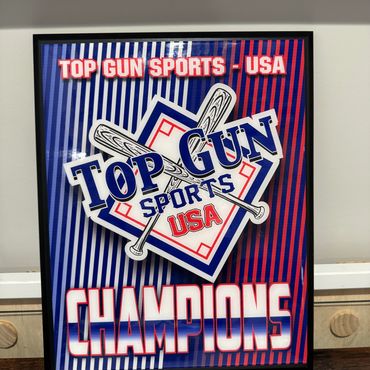 TOP GUN SPORTS - USA
TOP GUN
SPORTS
USA
CHAMPIONS